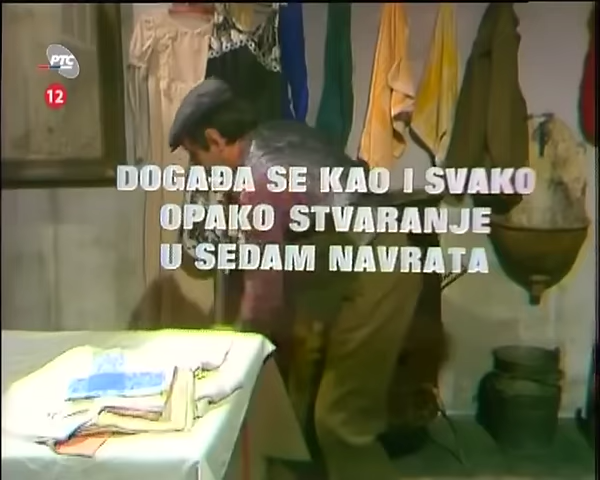 РТС
12
DOGAĐA SE KAO I SVAKO
OPAKO STVARANJE
U SEDAM NAVRATA